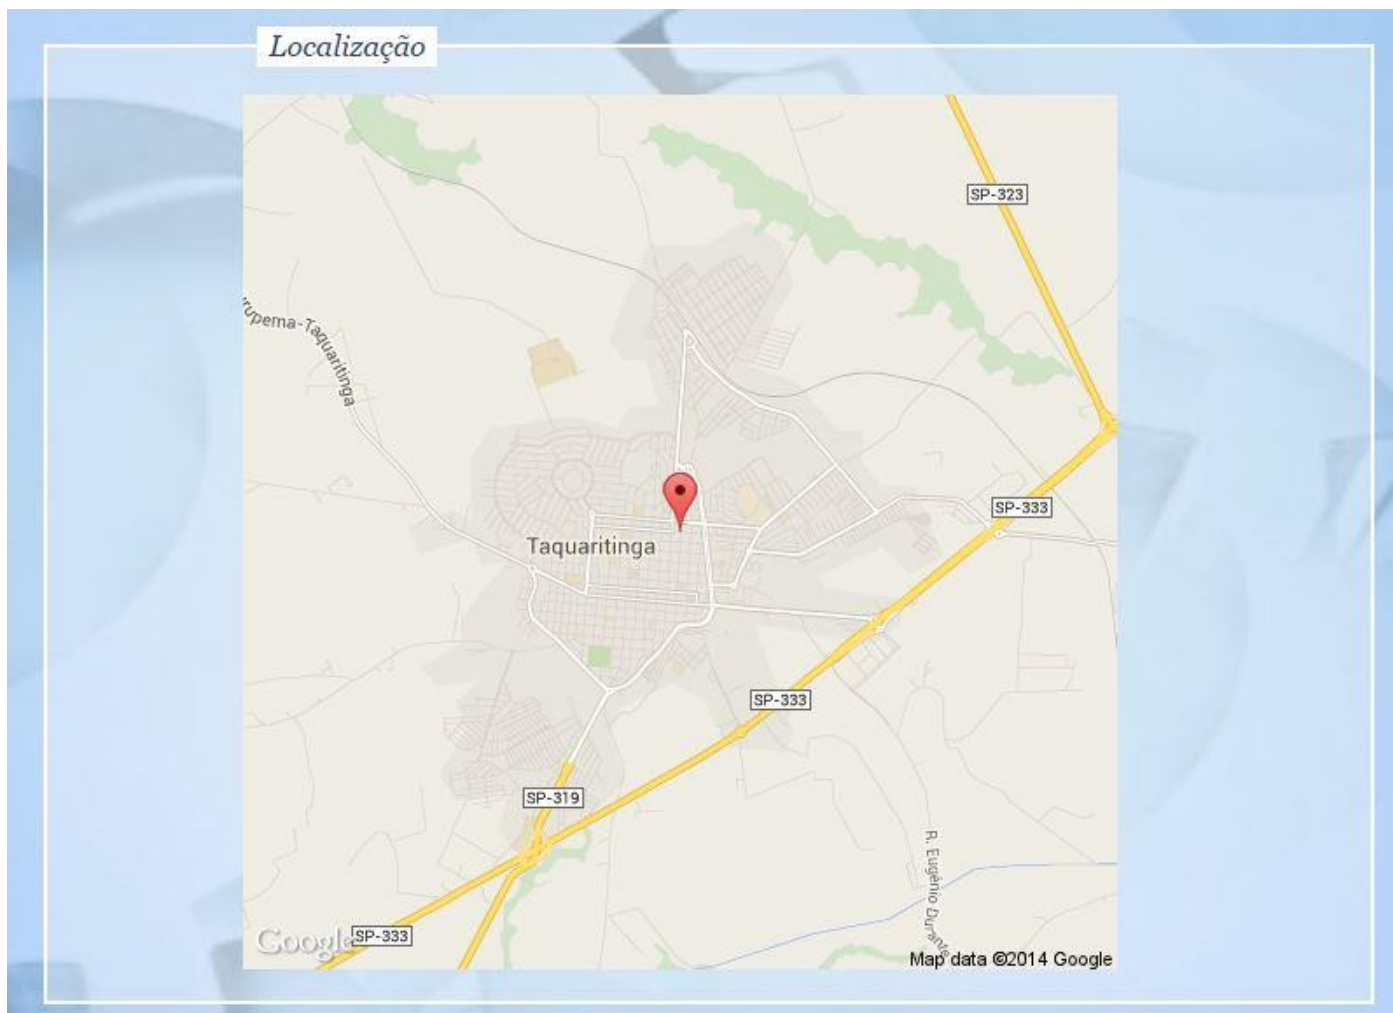 Localização
SP-323
rupema-Taquaritinga
SP-333
Taquaritinga
SP-333
SP-319
R. Eugênio Durante
Google
SP-333
Map data ©2014 Google